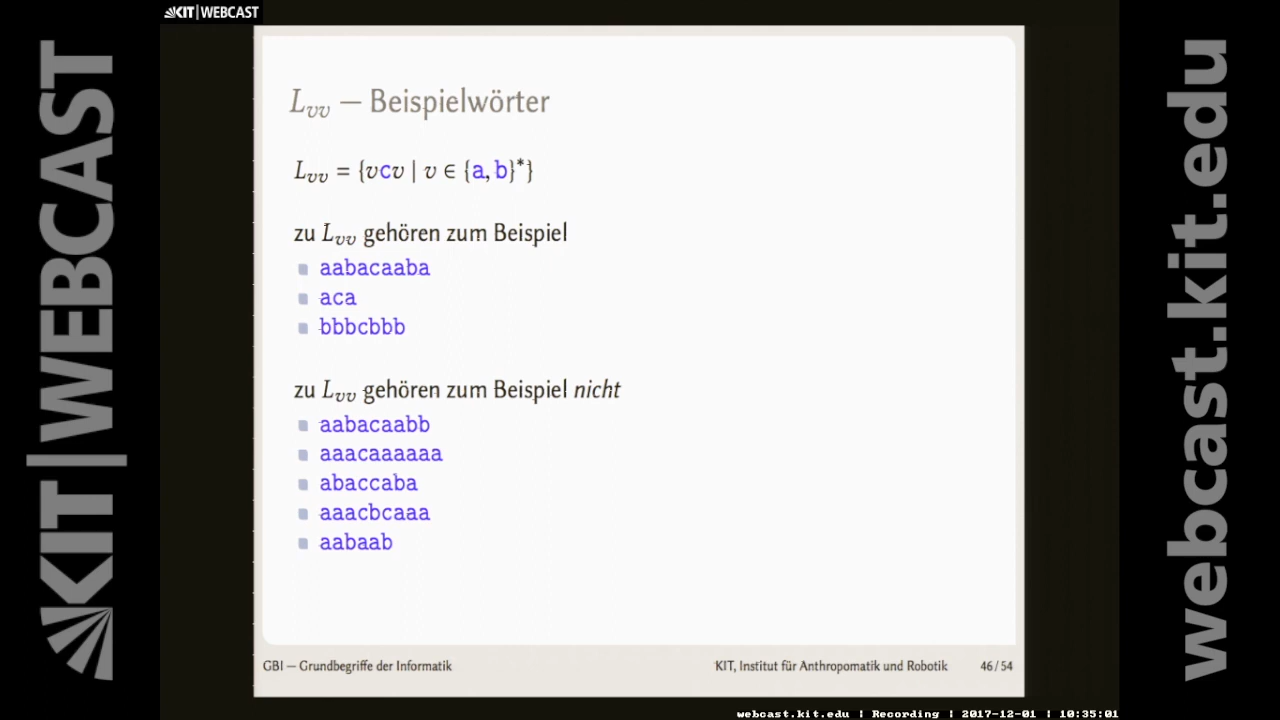 KIT | WEBCAST
L_vv — Beispielwörter
L_vv = {vcv | v ∈ {a, b}*}
zu L_vv gehören zum Beispiel
aabacaaba
aca
bbbcbbb
zu L_vv gehören zum Beispiel nicht
aabacaabb
aaacaaaaaa
abaccaba
aaacbcaaa
aabaab
GBI — Grundbegriffe der Informatik
KIT, Institut für Anthropomatik und Robotik
46 / 54
webcast.kit.edu | Recording | 2017-12-01 | 10:35:01
KIT | WEBCAST
webcast.kit.edu